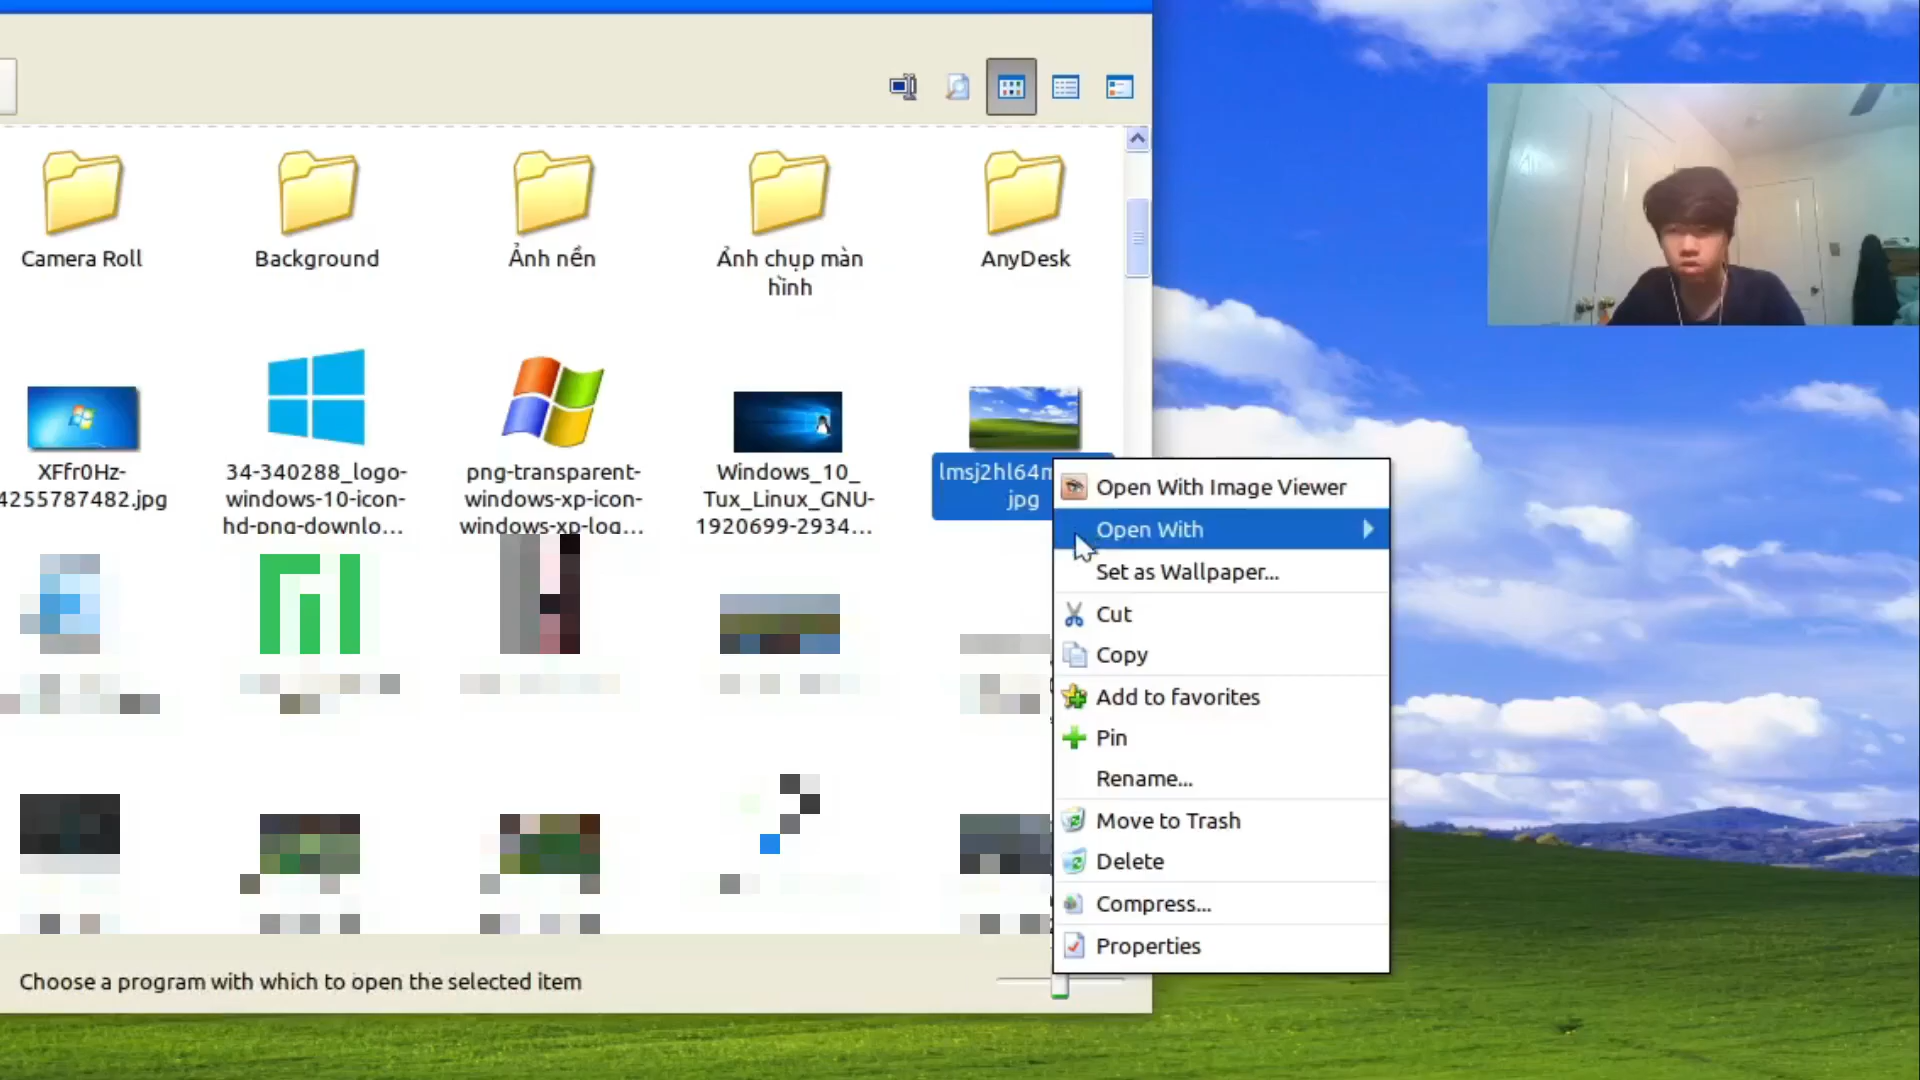 Camera Roll
Background
Ảnh nền
Ảnh chụp màn
hình
AnyDesk
XFfr0Hz-
4255787482.jpg
34-340288_logo-
windows-10-icon-
hd-png-downlo...
png-transparent-
windows-xp-icon-
windows-xp-log...
Windows_10_
Tux_Linux_GNU-
1920699-2934...
lmsj2hl64m
jpg
Open With Image Viewer
Open With
Set as Wallpaper...
Cut
Copy
Add to favorites
Pin
Rename...
Move to Trash
Delete
Compress...
Properties
Choose a program with which to open the selected item